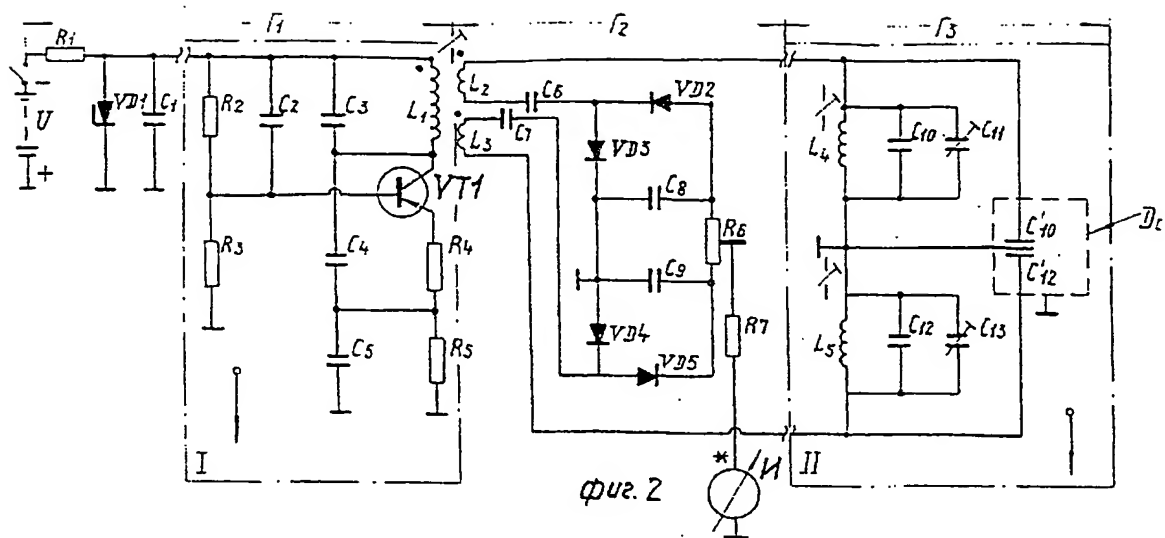 Г1
Г2
Г3
R1
U
+
VD1
C1
R2
C2
C3
L1
L2
L3
C6
C7
VD2
VD3
VT1
R3
C4
R4
C5
R5
C8
C9
R6
VD4
VD5
R7
L4
C10
C11
C'10
C'12
Dc
L5
C12
C13
I
*
И
II
фиг. 2